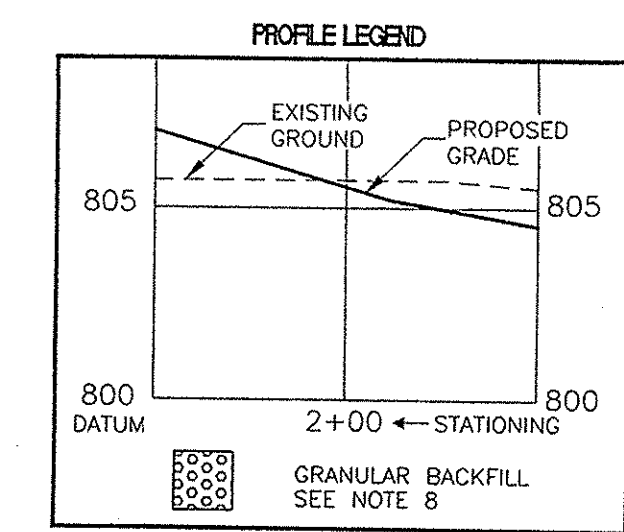 PROFILE LEGEND
EXISTING
GROUND
PROPOSED
GRADE
805
805
800
800
DATUM
2+00
STATIONING
GRANULAR BACKFILL
SEE NOTE 8